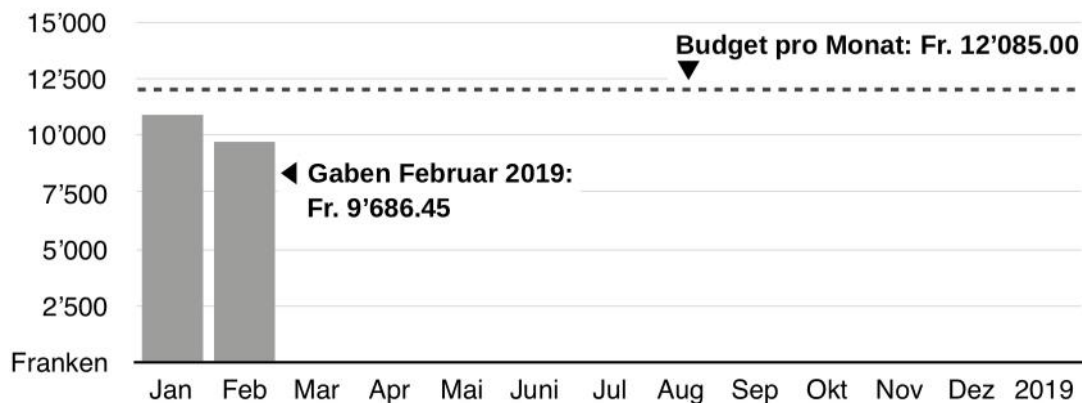 15’000
Budget pro Monat: Fr. 12’085.00
12’500
10’000
Gaben Februar 2019:
7’500
Fr. 9’686.45
5’000
2’500
Franken
Jan Feb Mar Apr Mai Juni Jul Aug Sep Okt Nov Dez 2019